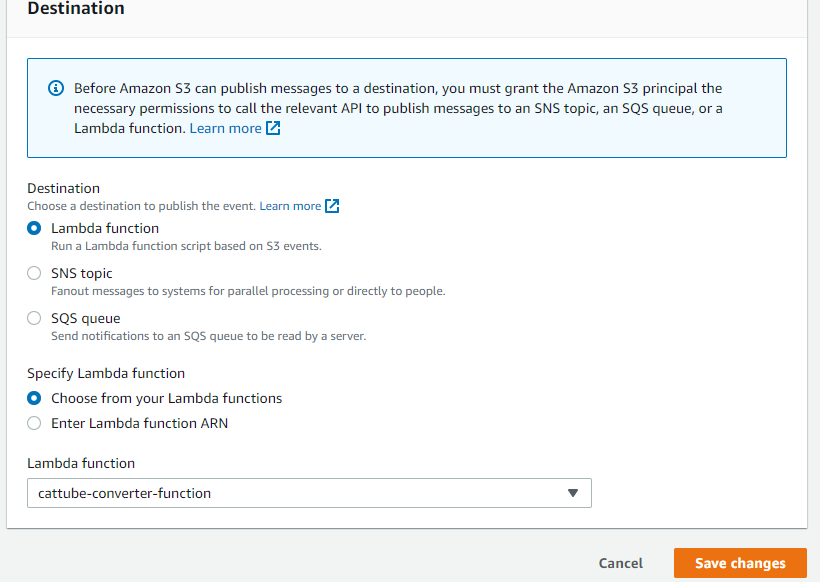 Destination
Before Amazon S3 can publish messages to a destination, you must grant the Amazon S3 principal the
necessary permissions to call the relevant API to publish messages to an SNS topic, an SQS queue, or a
Lambda function. Learn more
Destination
Choose a destination to publish the event. Learn more
Lambda function
Run a Lambda function script based on S3 events.
SNS topic
Fanout messages to systems for parallel processing or directly to people.
SQS queue
Send notifications to an SQS queue to be read by a server.
Specify Lambda function
Choose from your Lambda functions
Enter Lambda function ARN
Lambda function
cattube-converter-function
Cancel Save changes